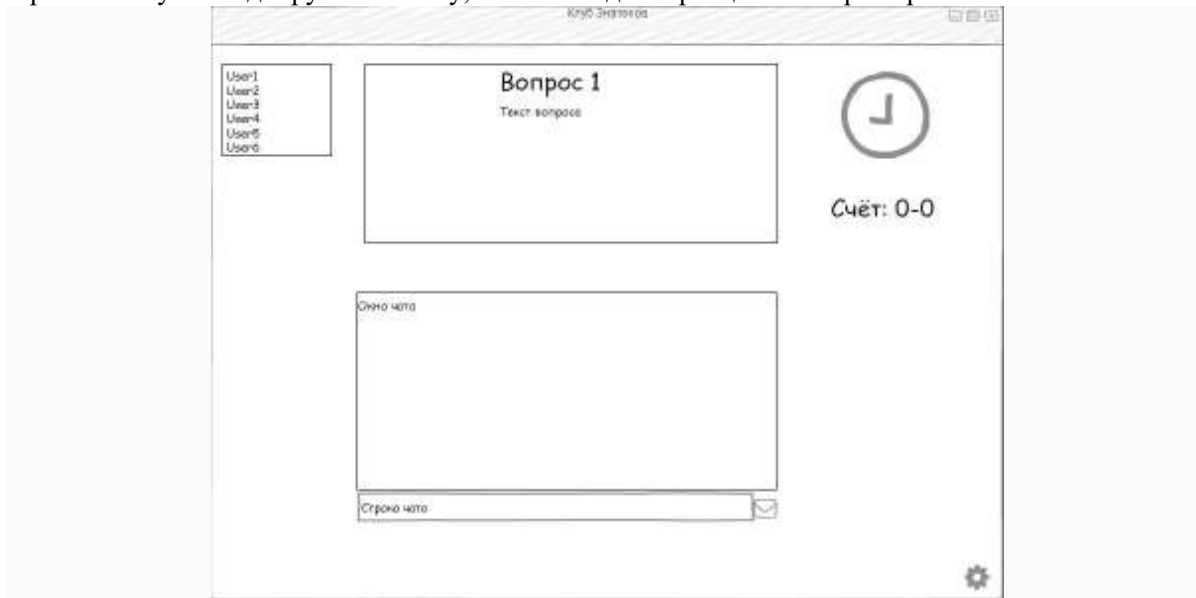 Клуб Знатоков
User1
User2
User3
User4
User5
User6
Вопрос 1
Текст вопроса
Счёт: 0-0
Окно чата
Строка чата